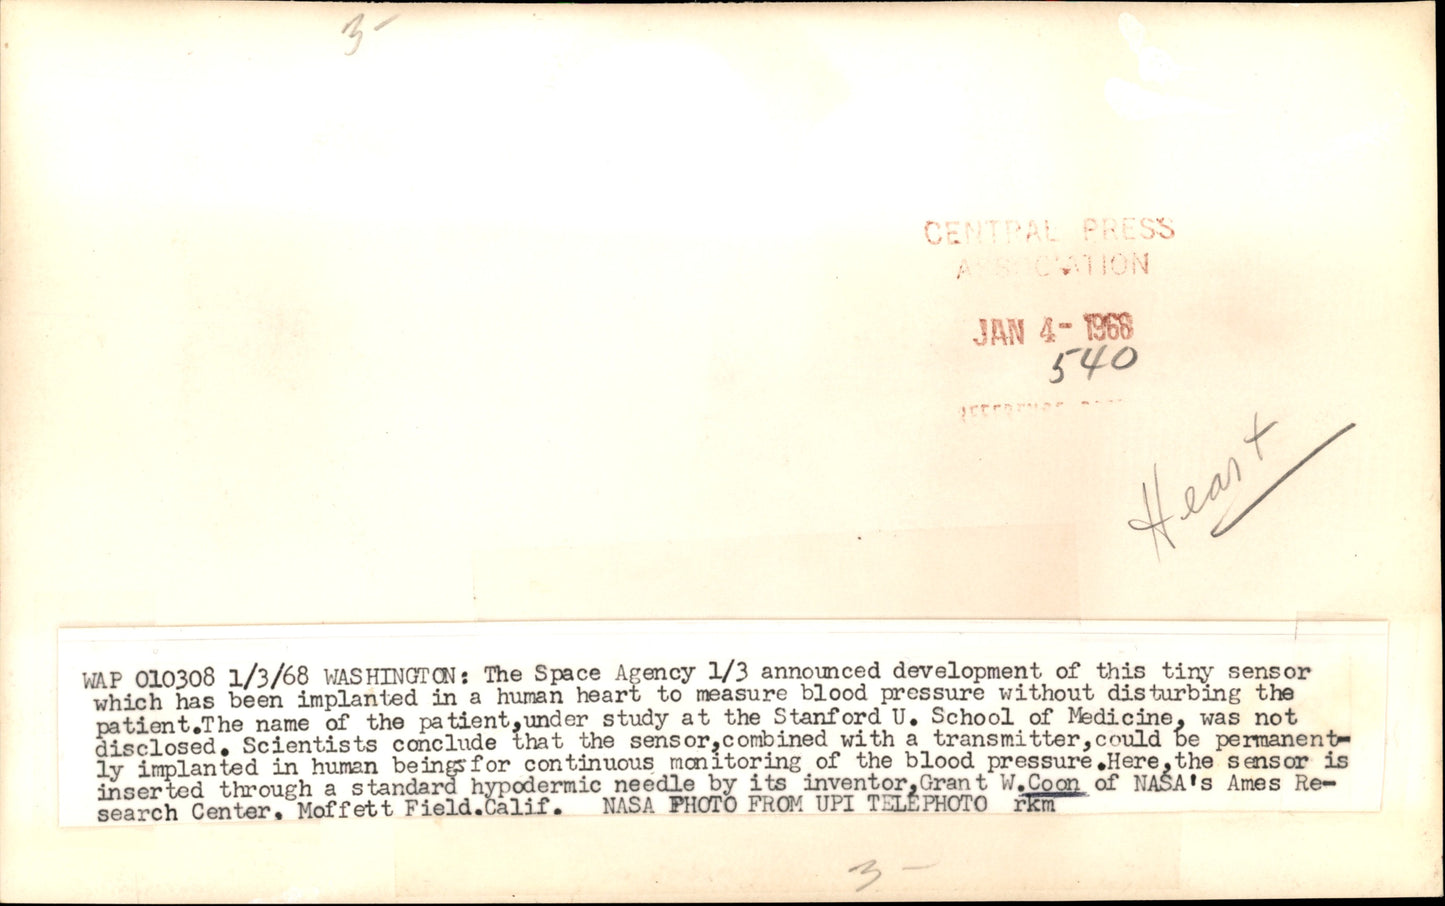 3-
CENTRAL PRESS
ASSOCIATION
JAN 4- 1968
540
Heart
WAP 010308 1/3/68 WASHINGTON: The Space Agency 1/3 announced development of this tiny sensor
which has been implanted in a human heart to measure blood pressure without disturbing the
patient.The name of the patient,under study at the Stanford U. School of Medicine, was not
disclosed. Scientists conclude that the sensor,combined with a transmitter,could be permanent-
ly implanted in human beings for continuous monitoring of the blood pressure.Here,the sensor is
inserted through a standard hypodermic needle by its inventor,Grant W.Coon of NASA's Ames Re-
search Center, Moffett Field.Calif. NASA PHOTO FROM UPI TELEPHOTO rkm
3-